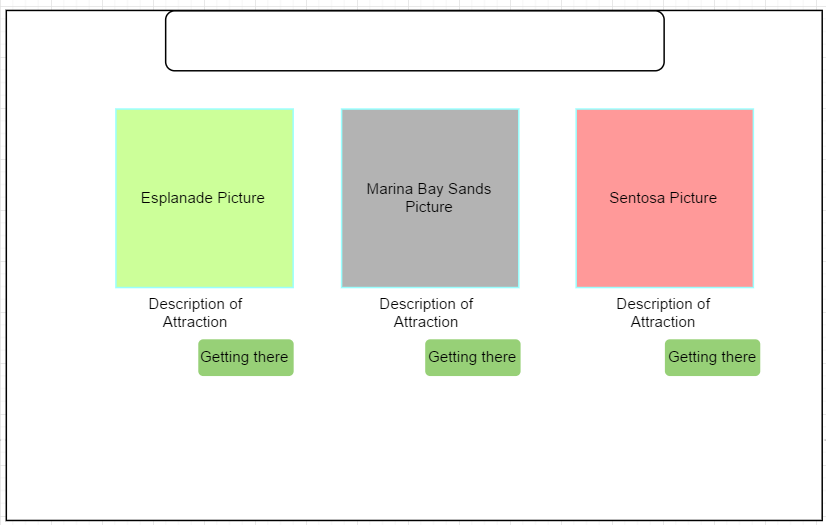 Esplanade Picture
Marina Bay Sands
Picture
Sentosa Picture
Description of
Attraction
Description of
Attraction
Description of
Attraction
Getting there
Getting there
Getting there